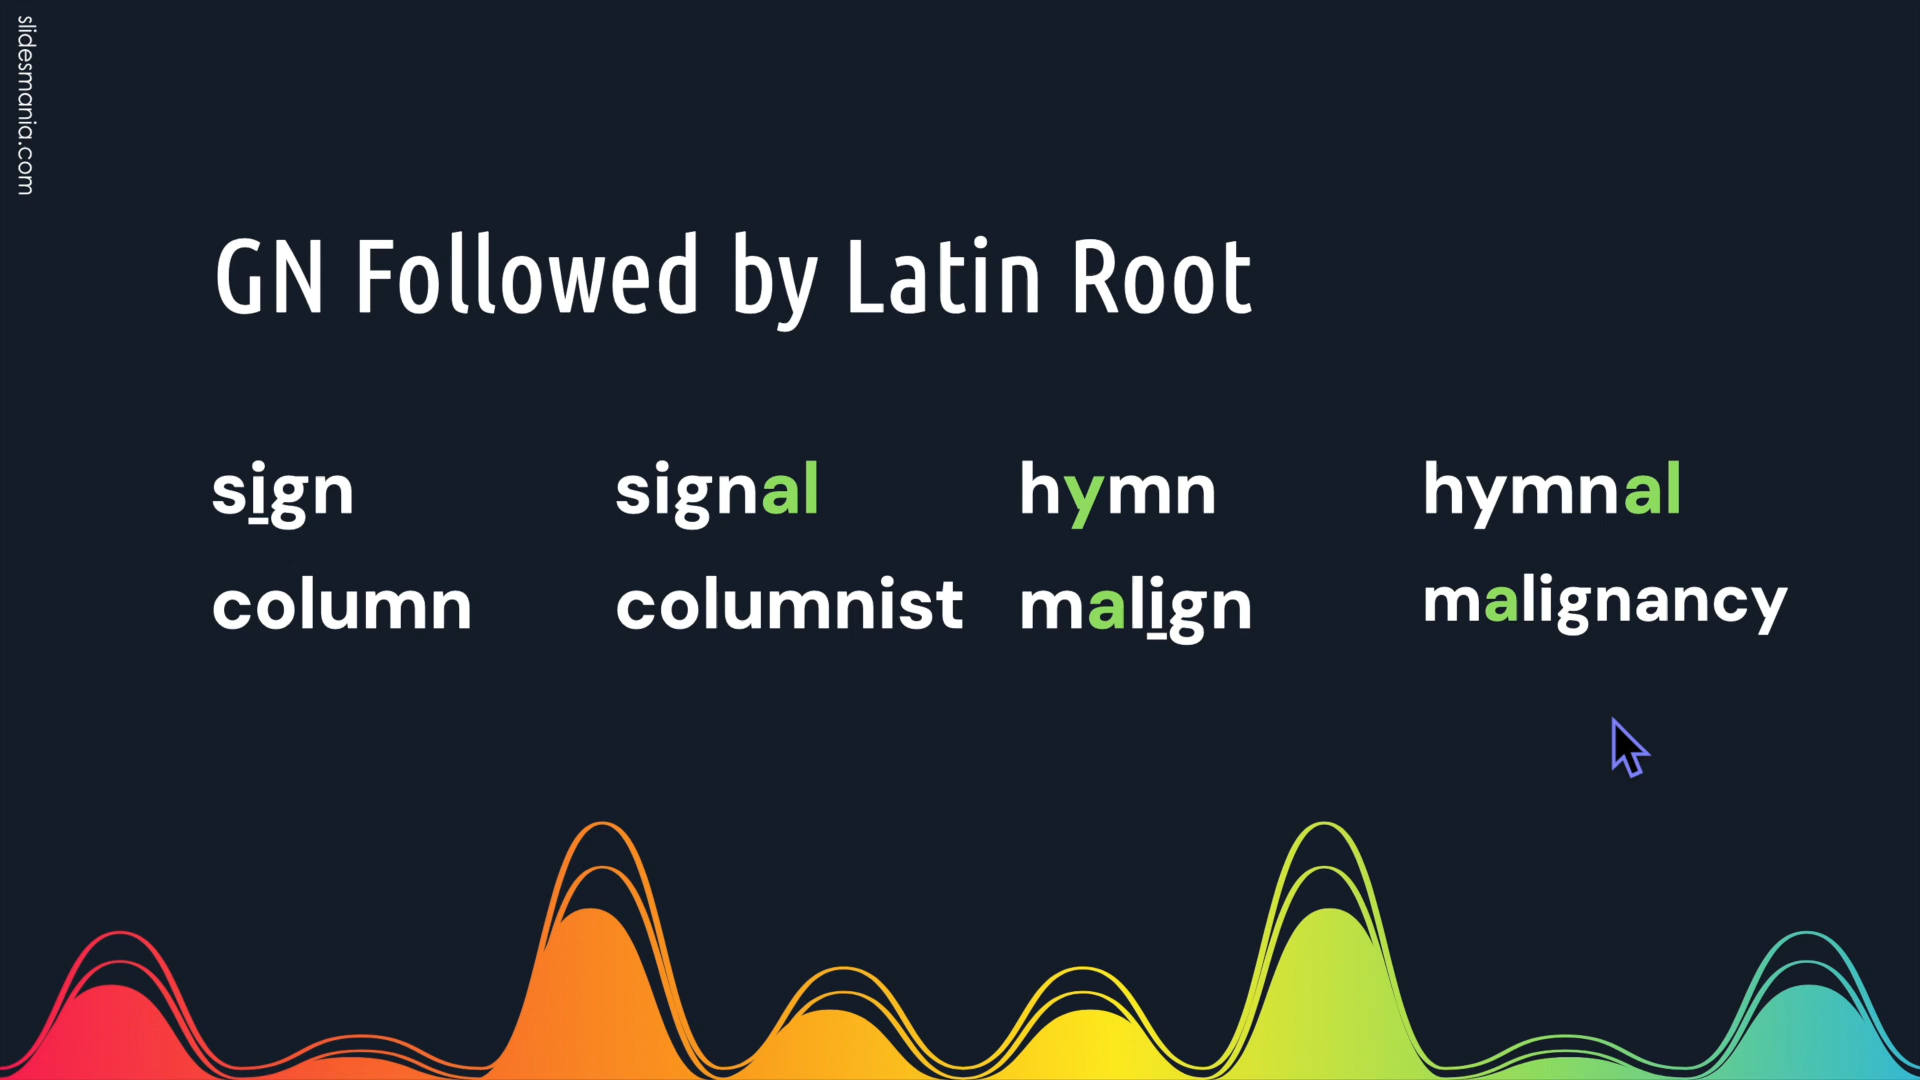 slidesmania.com
GN Followed by Latin Root
sign signal hymn hymnal
column columnist malign malignancy